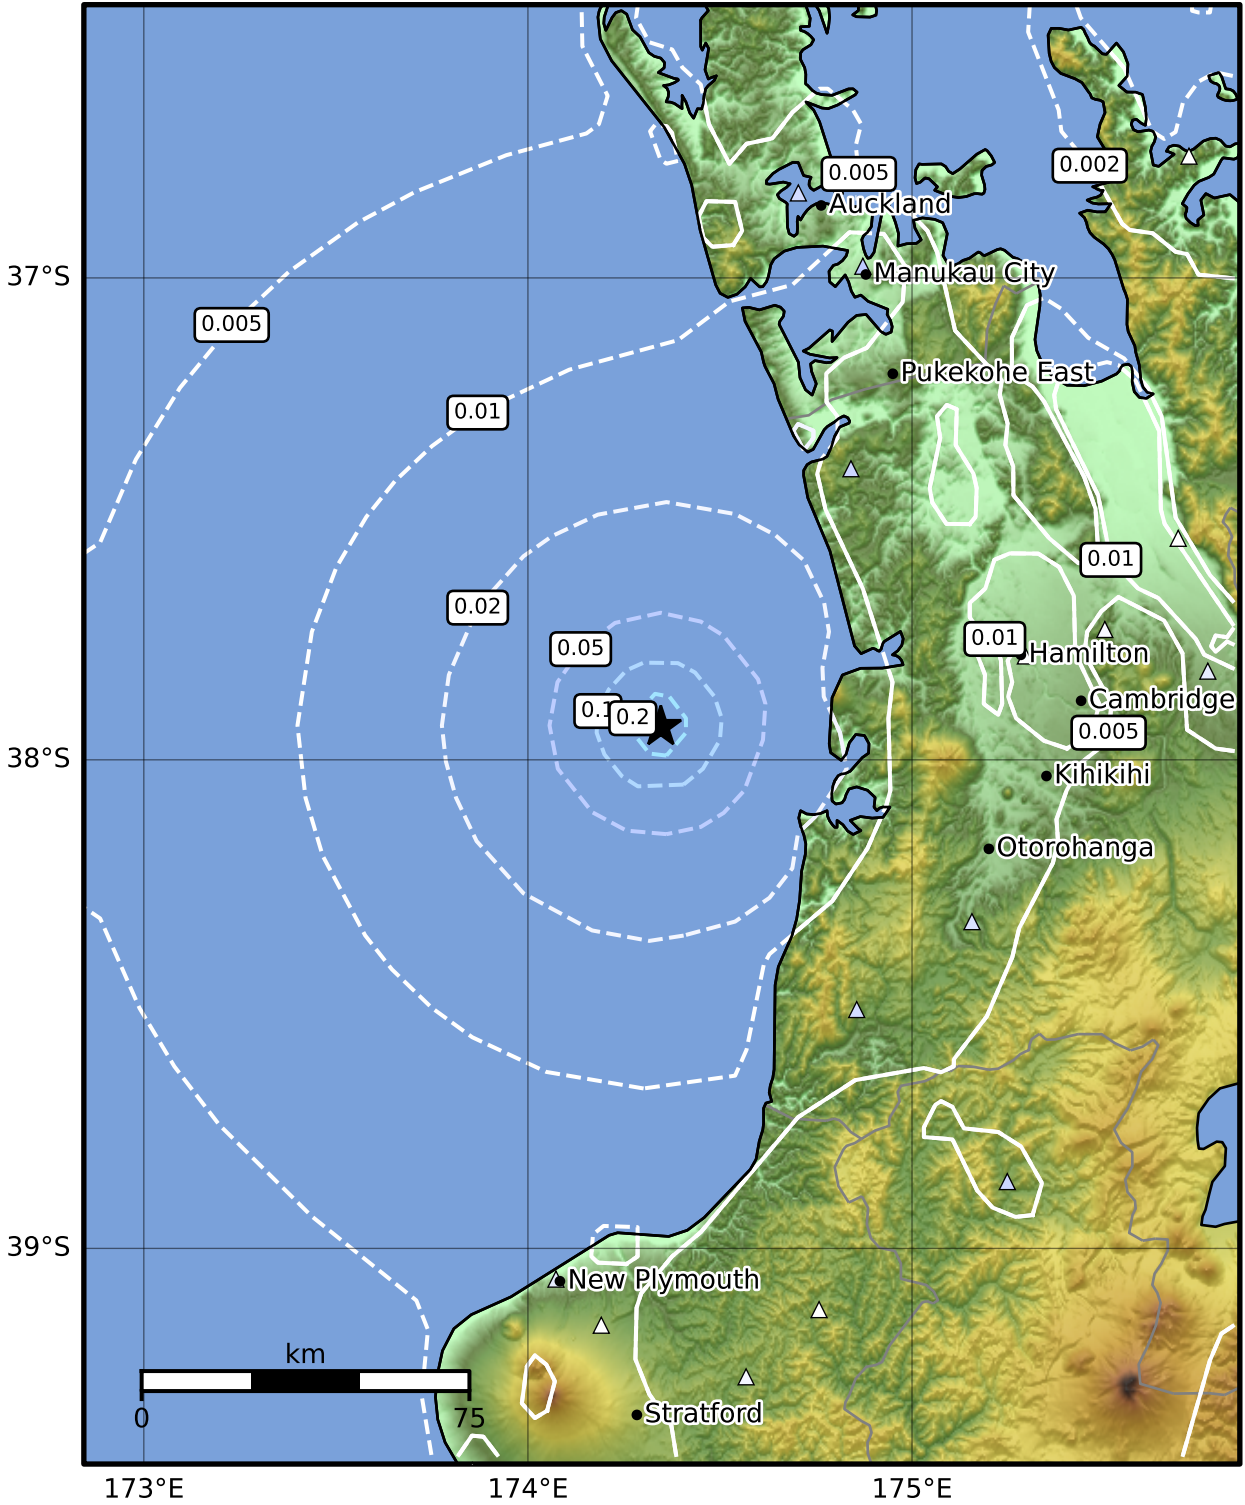 0.002
0.005
Auckland
37°S
Manukau City
0.005
Pukekohe East
0.01
0.01
0.02
0.01
Hamilton
0.05
Cambridge
0.1
0.2
0.005
38°S
Kihikihi
Otorohanga
39°S
New Plymouth
km
0
75
Stratford
173°E
174°E
175°E